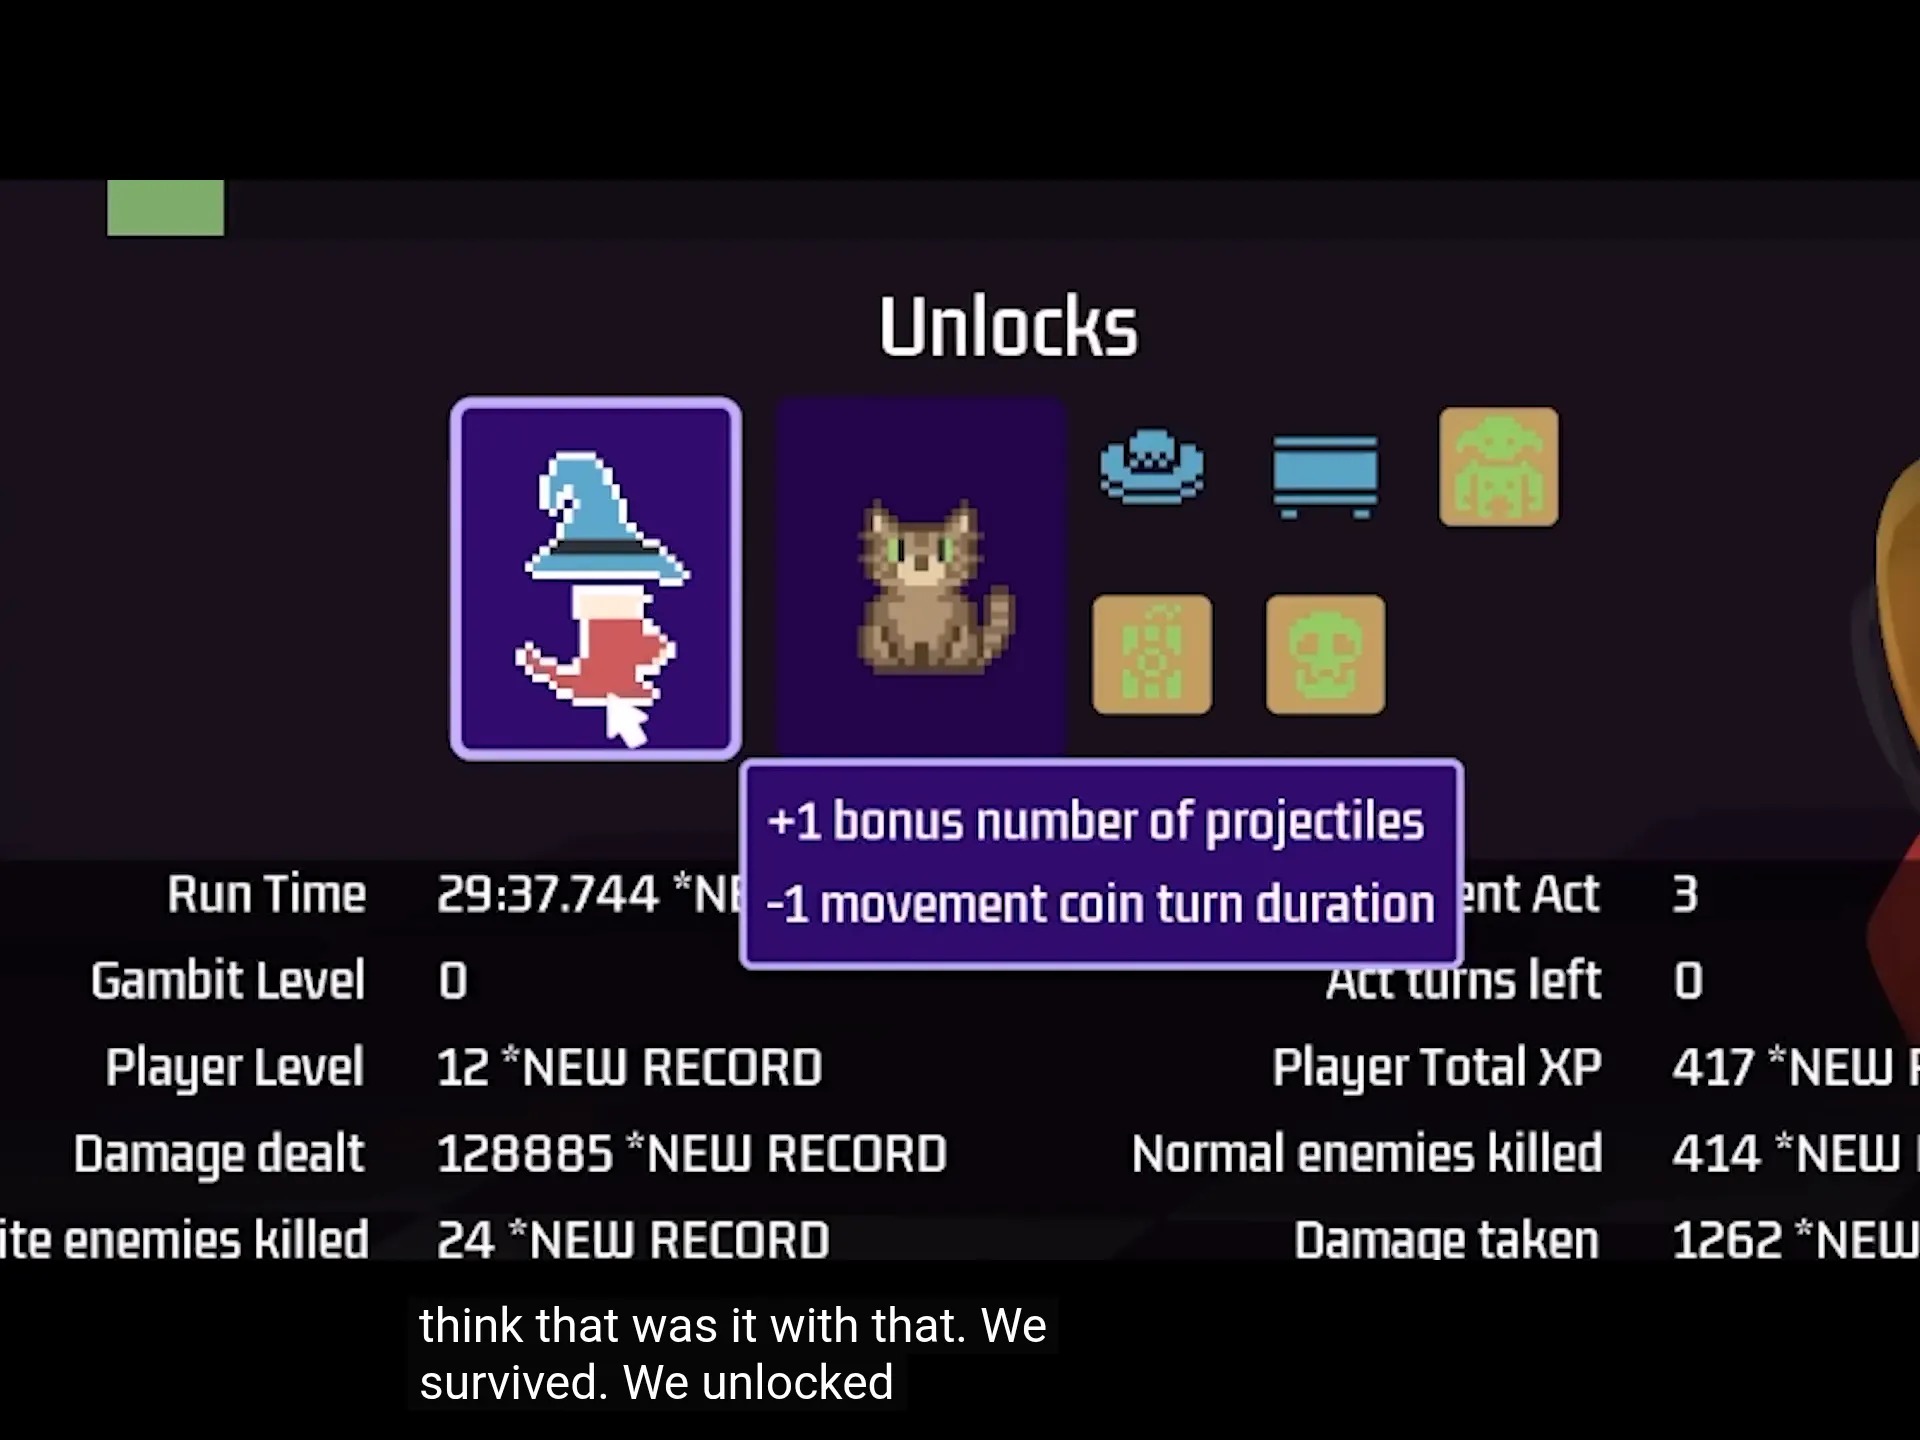 Unlocks
+1 bonus number of projectiles
-1 movement coin turn duration
Run Time 29:37.744 *NE ent Act 3
Gambit Level 0 Act turns left 0
Player Level 12 *NEW RECORD Player Total XP 417 *NEW R
Damage dealt 128885 *NEW RECORD Normal enemies killed 414 *NEW
ite enemies killed 24 *NEW RECORD Damage taken 1262 *NEW
think that was it with that. We
survived. We unlocked